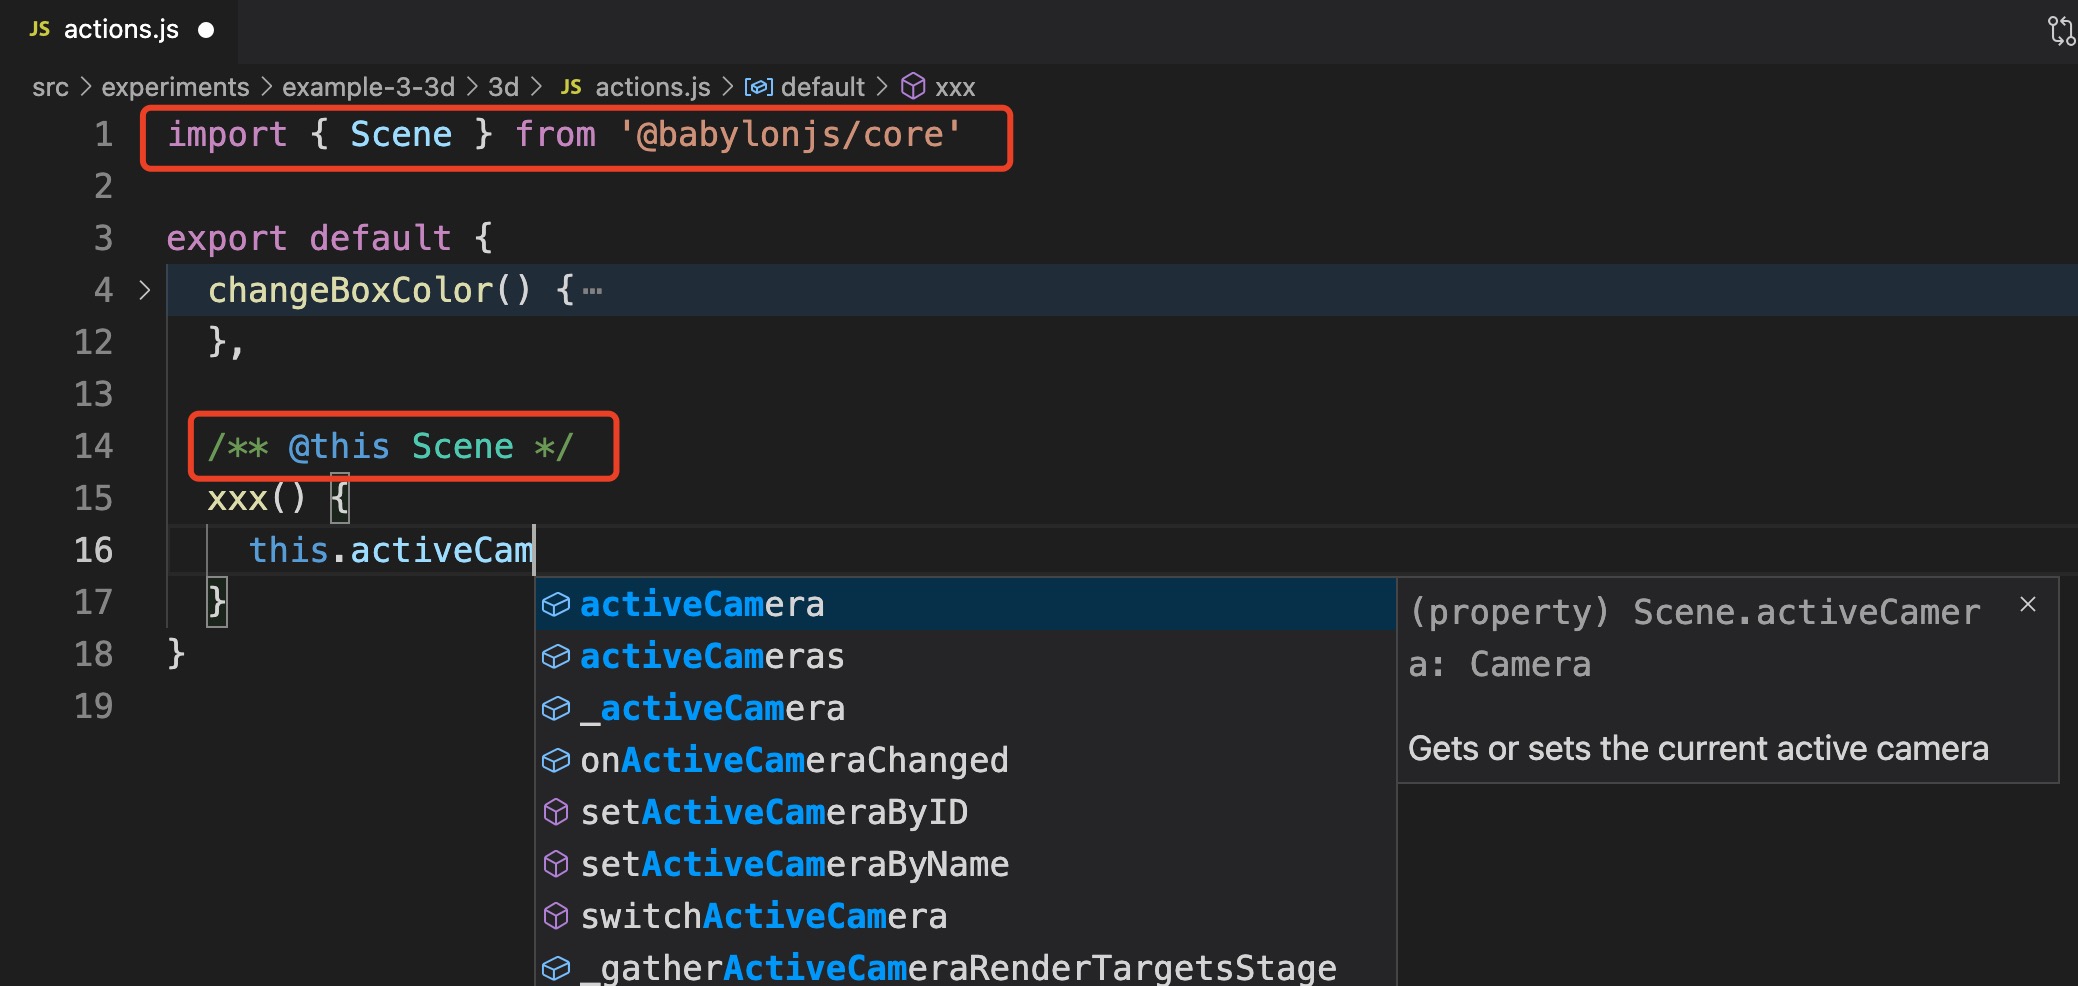 JS actions.js
src > experiments > example-3-3d > 3d > JS actions.js > default > xxx
1 import { Scene } from '@babylonjs/core'
2
3 export default {
4 changeBoxColor() {⋯
12 },
13
14 /** @this Scene */
15 xxx() {
16 this.activeCam
17 }
18 }
19
activeCamera
activeCameras
_activeCamera
onActiveCameraChanged
setActiveCameraByID
setActiveCameraByName
switchActiveCamera
_gatherActiveCameraRenderTargetsStage
(property) Scene.activeCamer
a: Camera
Gets or sets the current active camera